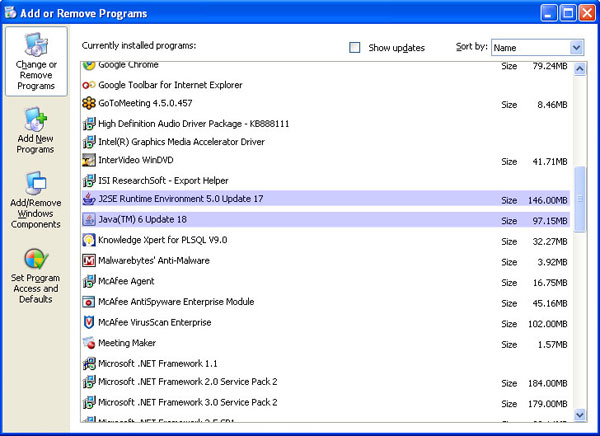 Add or Remove Programs
Change or
Remove
Programs
Add New
Programs
Add/Remove
Windows
Components
Set Program
Access and
Defaults
Currently installed programs:
Show updates
Sort by: Name
Google Chrome Size 79.24MB
Google Toolbar for Internet Explorer
GoToMeeting 4.5.0.457 Size 8.46MB
High Definition Audio Driver Package - KB888111
Intel(R) Graphics Media Accelerator Driver
InterVideo WinDVD Size 41.71MB
ISI ResearchSoft - Export Helper
J2SE Runtime Environment 5.0 Update 17 Size 146.00MB
Java(TM) 6 Update 18 Size 97.15MB
Knowledge Xpert for PLSQL V9.0 Size 32.27MB
Malwarebytes' Anti-Malware Size 3.92MB
McAfee Agent Size 16.75MB
McAfee AntiSpyware Enterprise Module Size 45.16MB
McAfee VirusScan Enterprise Size 102.00MB
Meeting Maker Size 1.57MB
Microsoft .NET Framework 1.1
Microsoft .NET Framework 2.0 Service Pack 2 Size 184.00MB
Microsoft .NET Framework 3.0 Service Pack 2 Size 179.00MB
Microsoft .NET Framework 3.5 SP1